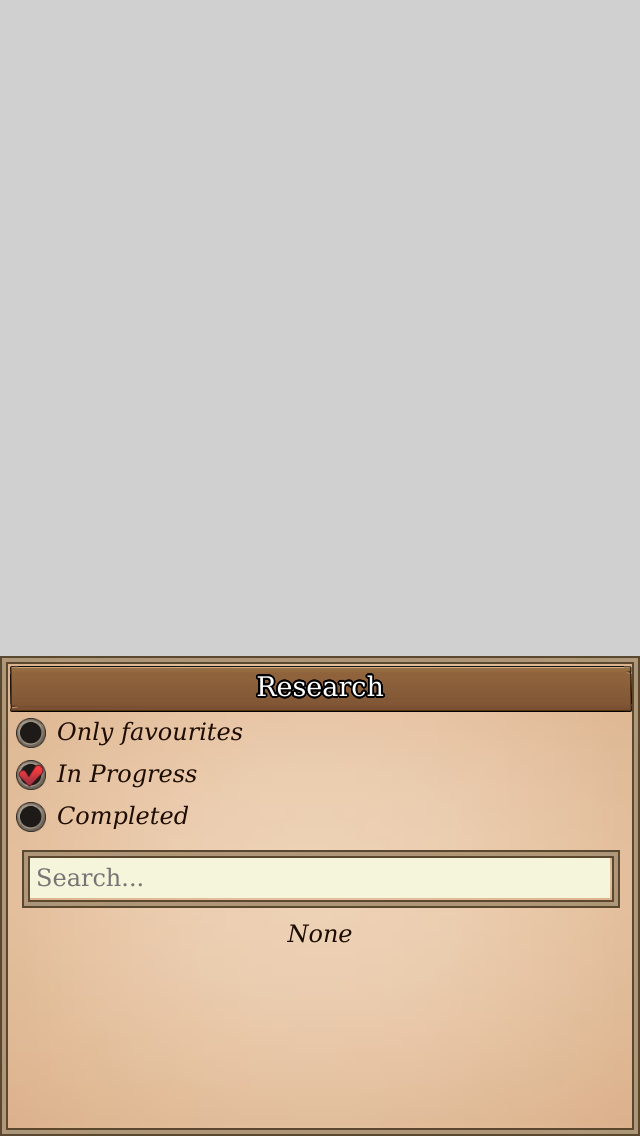 Research
Only favourites
In Progress
Completed
Search...
None